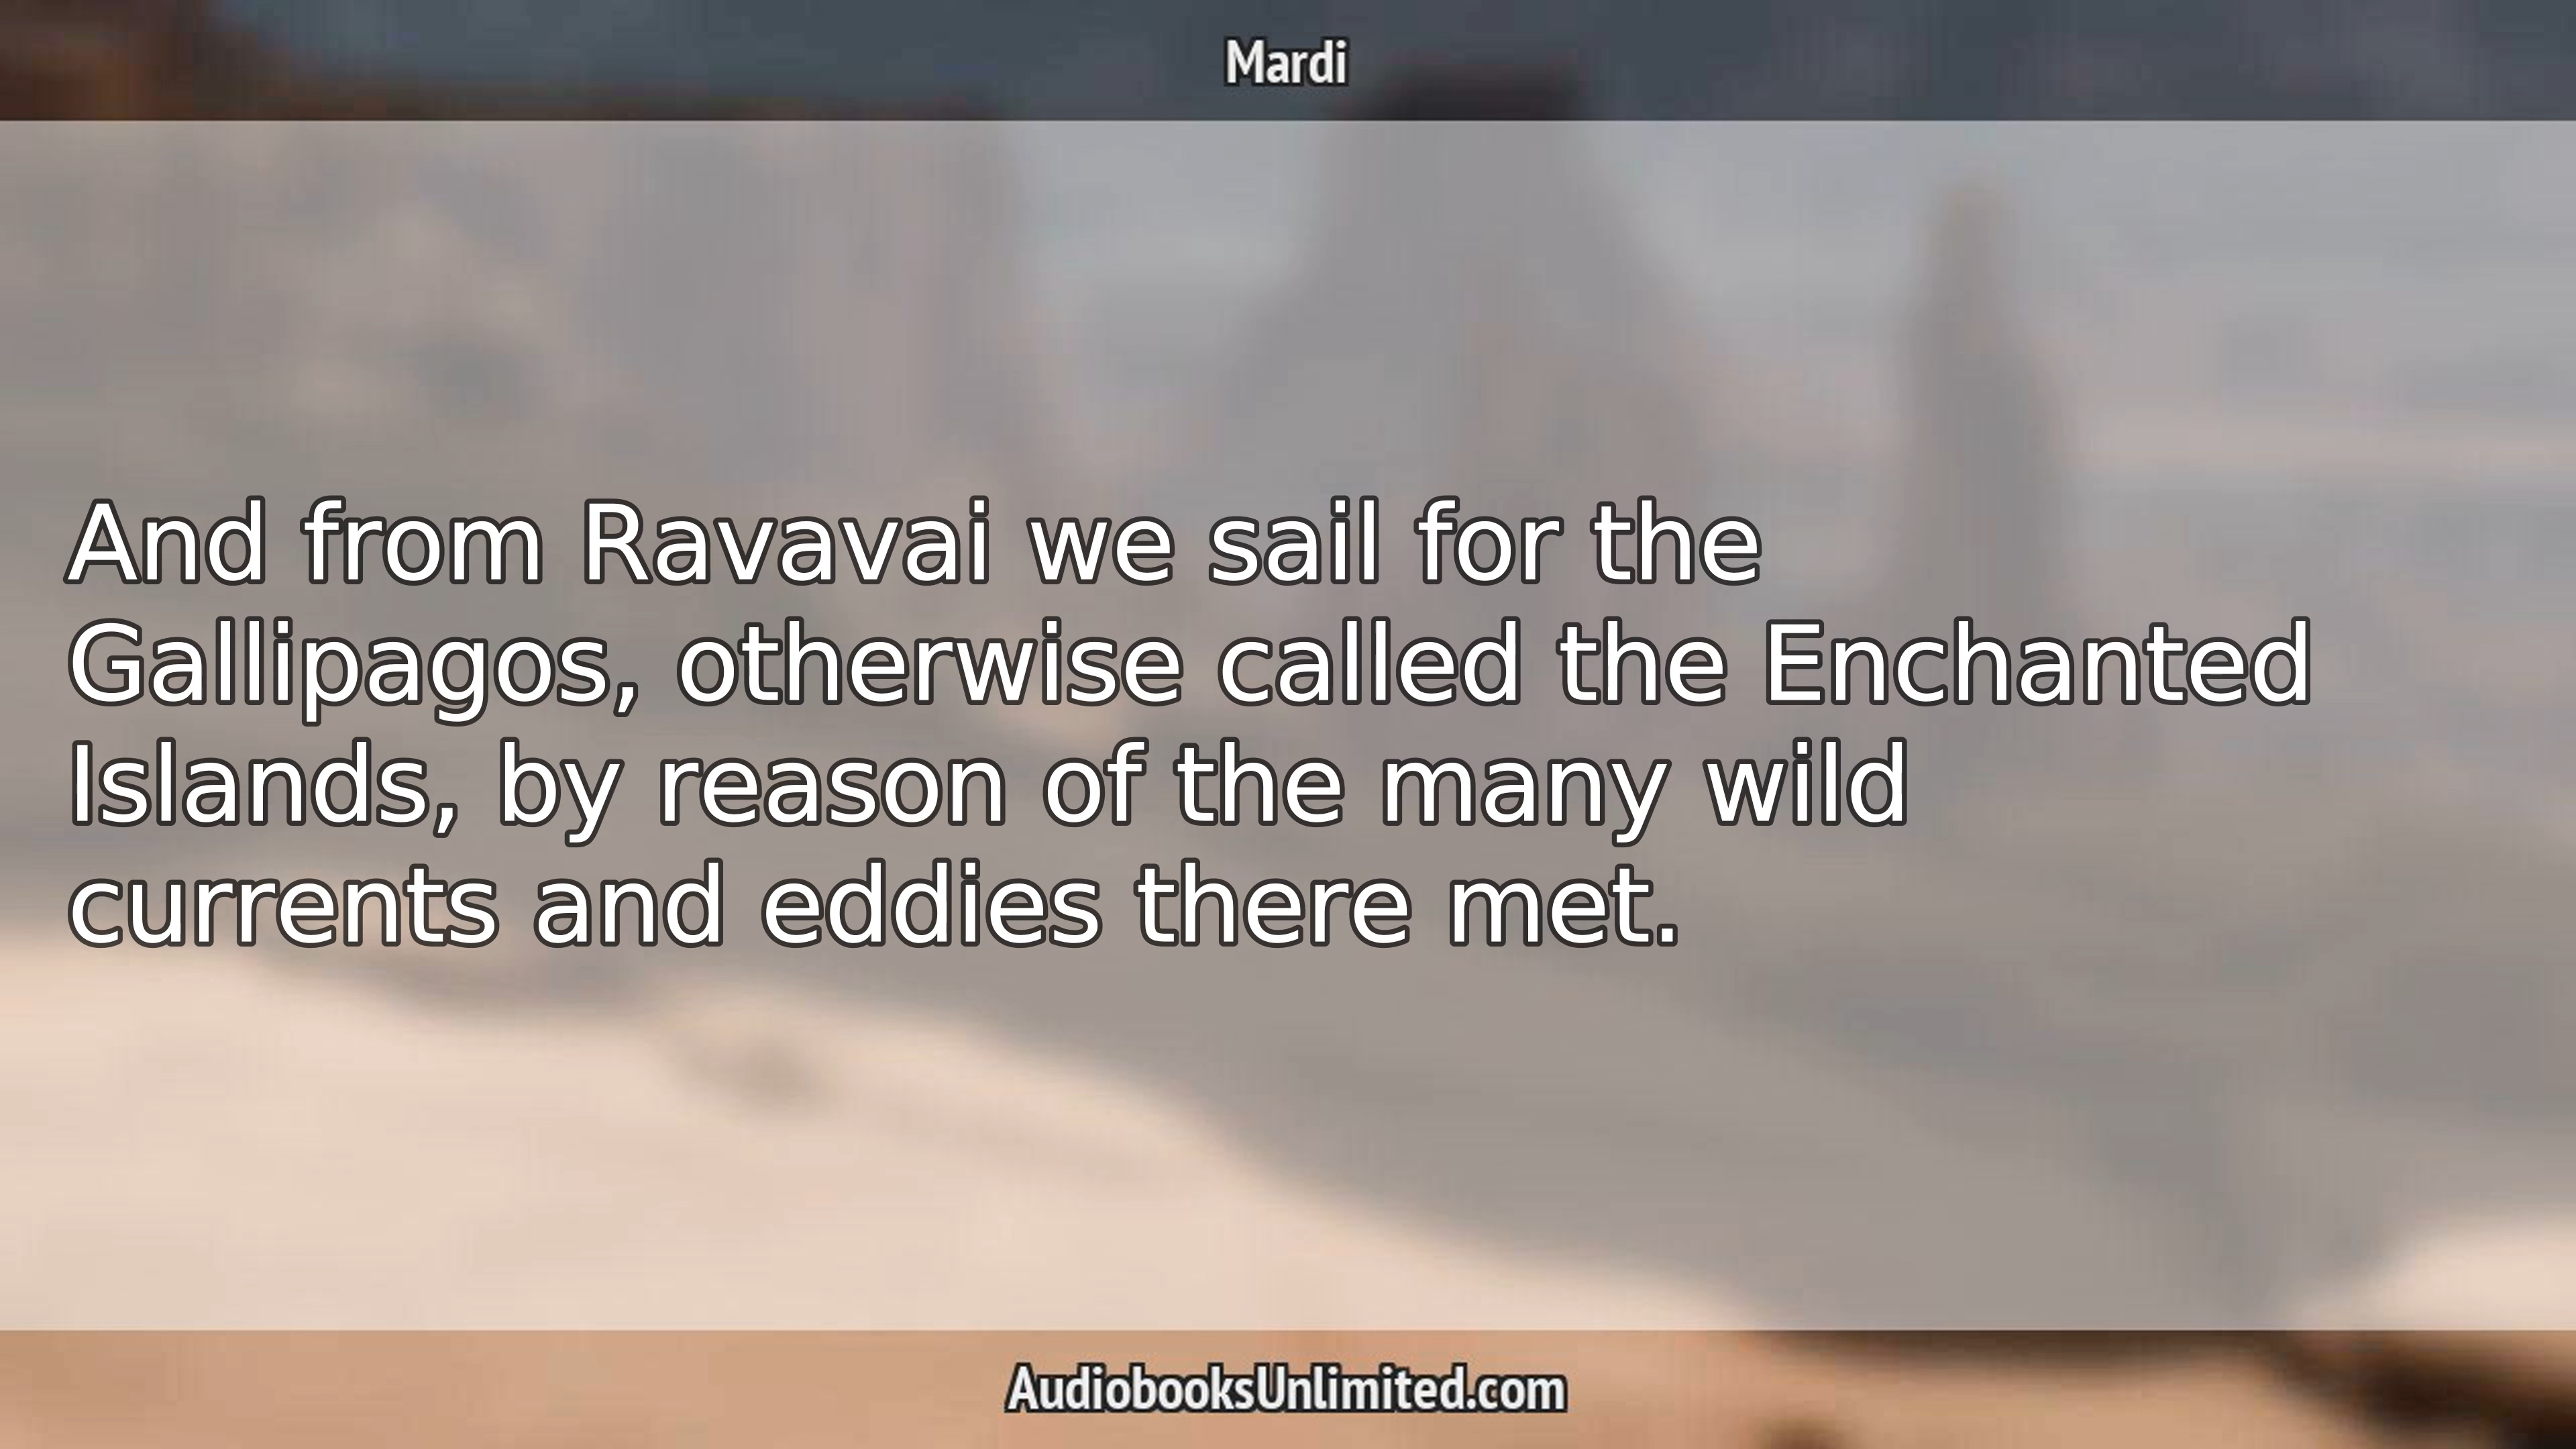 Mardi
And from Ravavai we sail for the
Gallipagos, otherwise called the Enchanted
Islands, by reason of the many wild
currents and eddies there met.
AudiobooksUnlimited.com